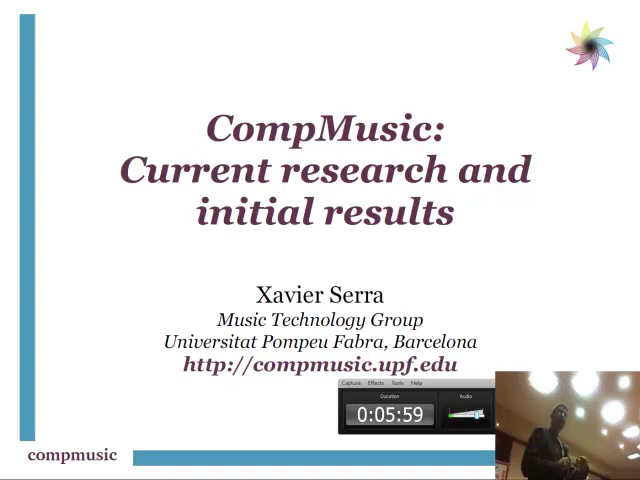 CompMusic:
Current research and
initial results
Xavier Serra
Music Technology Group
Universitat Pompeu Fabra, Barcelona
http://compmusic.upf.edu
Capture Effects Tools Help
Duration Audio
0:05:59
compmusic